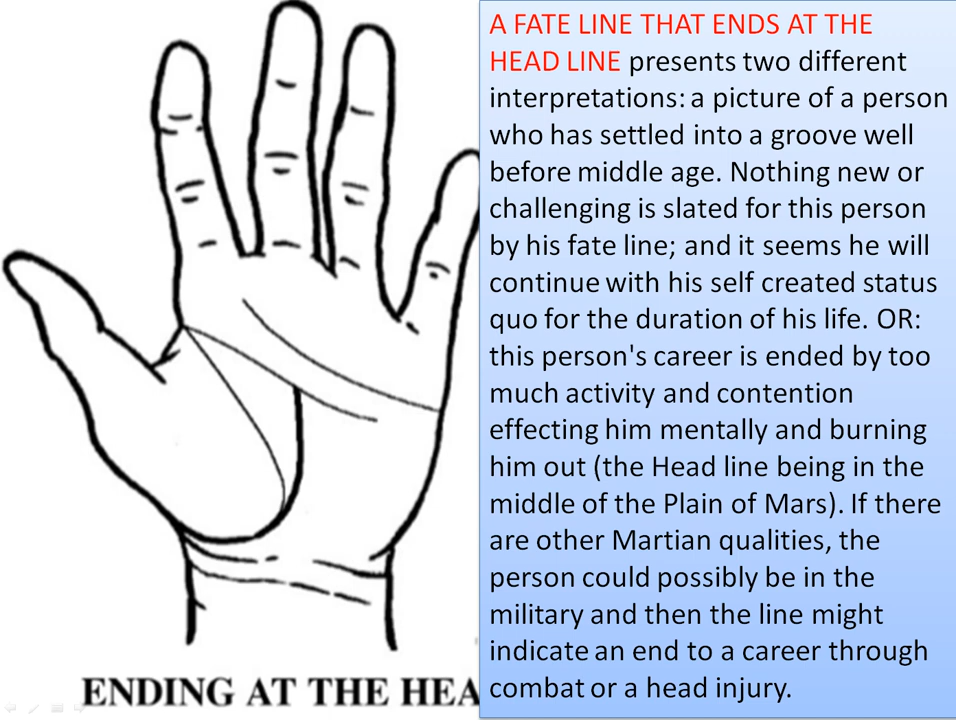 A FATE LINE THAT ENDS AT THE
HEAD LINE presents two different
interpretations: a picture of a person
who has settled into a groove well
before middle age. Nothing new or
challenging is slated for this person
by his fate line; and it seems he will
continue with his self created status
quo for the duration of his life. OR:
this person's career is ended by too
much activity and contention
effecting him mentally and burning
him out (the Head line being in the
middle of the Plain of Mars). If there
are other Martian qualities, the
person could possibly be in the
military and then the line might
indicate an end to a career through
combat or a head injury.
ENDING AT THE HEA